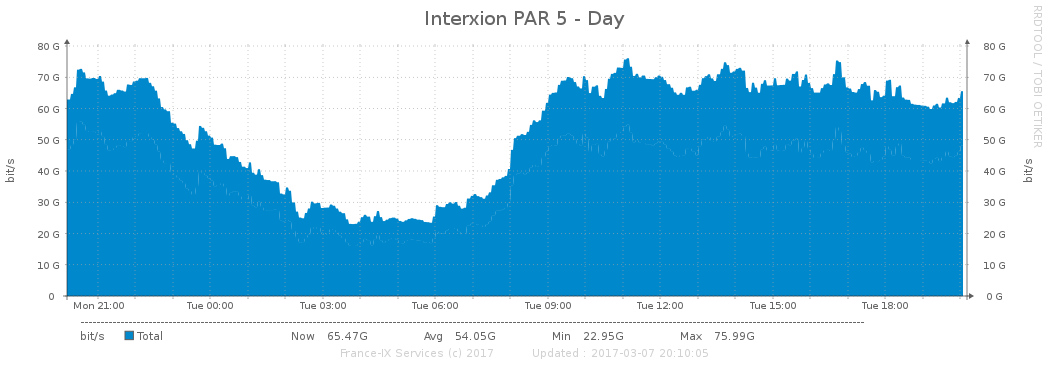 Interxion PAR 5 - Day
RRDTOOL / TOBI OETIKER
80 G 80 G
70 G 70 G
60 G 60 G
50 G 50 G
40 G 40 G
30 G 30 G
20 G 20 G
10 G 10 G
0 0 G
bit/s bit/s
Mon 21:00 Tue 00:00 Tue 03:00 Tue 06:00 Tue 09:00 Tue 12:00 Tue 15:00 Tue 18:00
bit/s Total Now 65.47G Avg 54.05G Min 22.95G Max 75.99G
France-IX Services (c) 2017 Updated : 2017-03-07 20:10:05